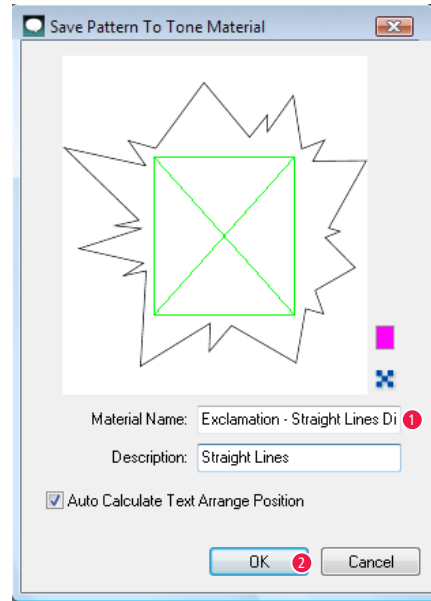 Save Pattern To Tone Material
Material Name: Exclamation - Straight Lines Di 1
Description: Straight Lines
Auto Calculate Text Arrange Position
OK 2 Cancel